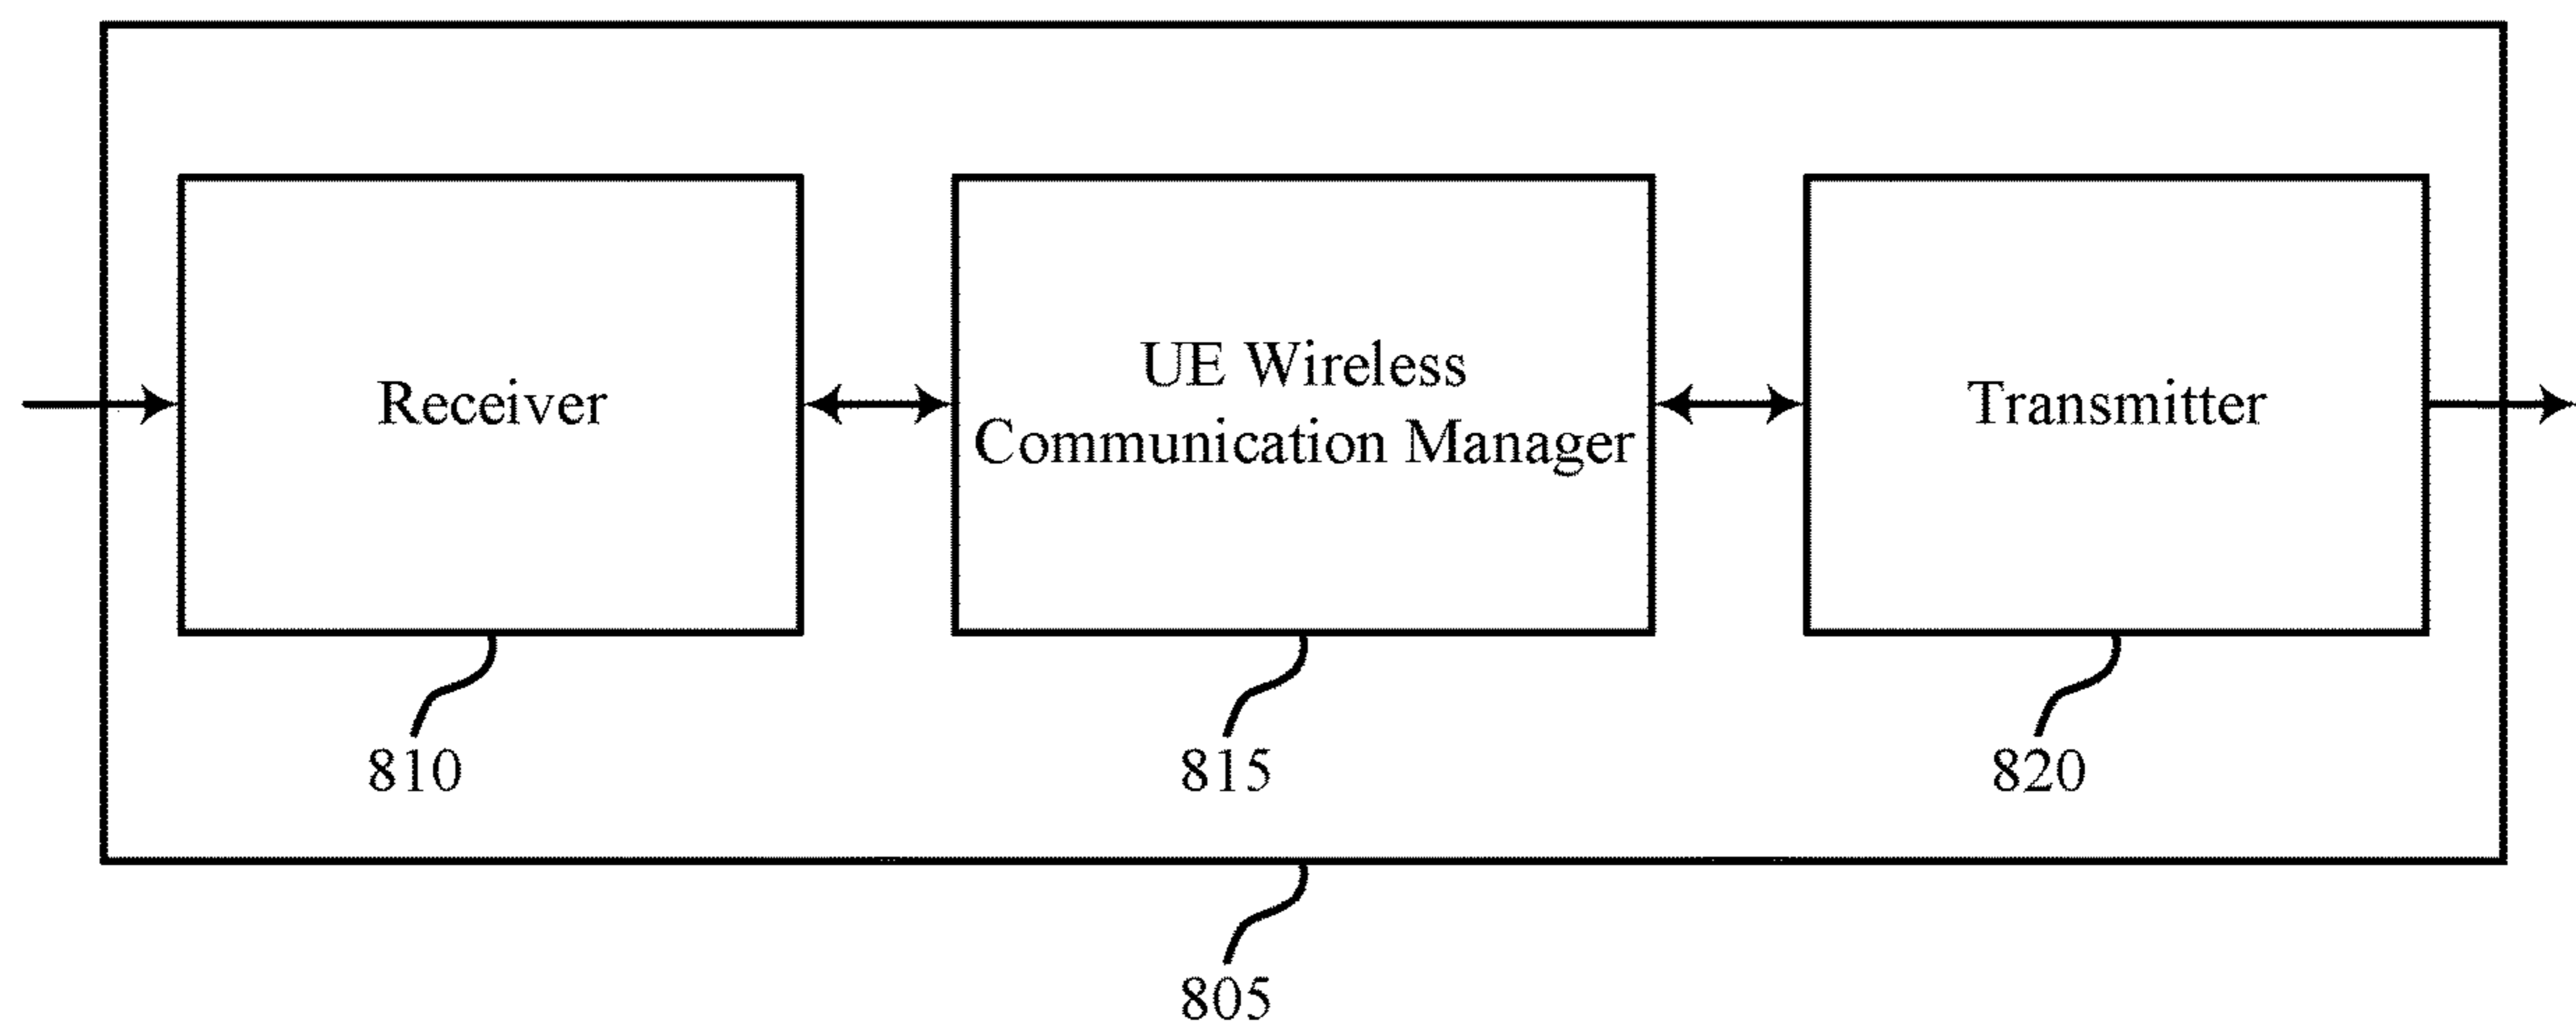 Receiver
UE Wireless
Communication Manager
Transmitter
810
815
820
805